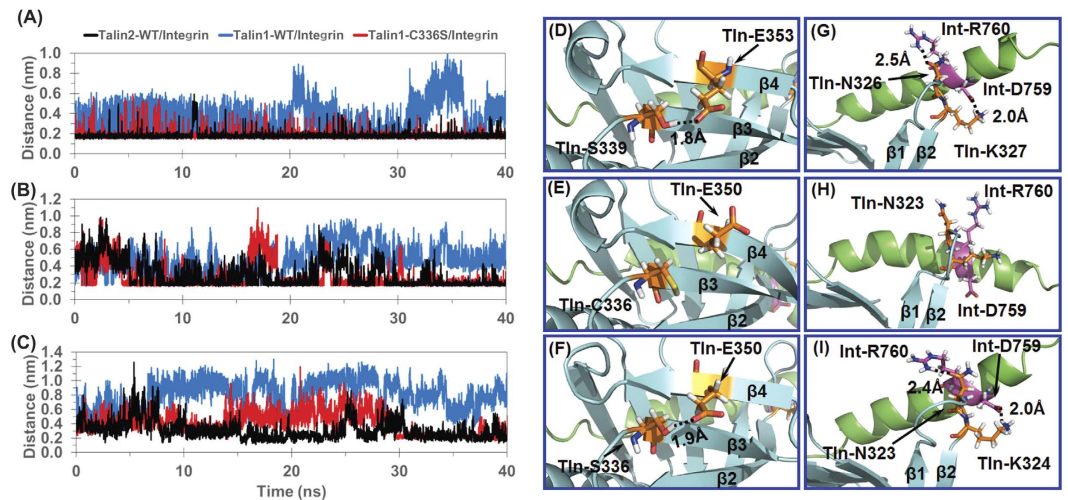 (A)
Talin2-WT/Integrin Talin1-WT/Integrin Talin1-C336S/Integrin
Distance (nm)
1.0
0.8
0.6
0.4
0.2
0.0
0 10 20 30 40
(B)
Distance (nm)
1.2
1.0
0.8
0.6
0.4
0.2
0.0
0 10 20 30 40
(C)
Distance (nm)
1.4
1.2
1.0
0.8
0.6
0.4
0.2
0.0
0 10 20 30 40
Time (ns)
(D)
Tln-E353
β4
1.8Å
β3
Tln-S339
β2
(E)
Tln-E350
β4
β3
Tln-C336
β2
(F)
Tln-E350
β4
1.9Å
β3
Tln-S336
β2
(G)
Int-R760
2.5Å
Tln-N326
Int-D759
2.0Å
β1 β2
Tln-K327
(H)
Int-R760
Tln-N323
β1 β2
Int-D759
(I)
Int-D759
Int-R760
2.4Å
2.0Å
Tln-N323
β1 β2
Tln-K324